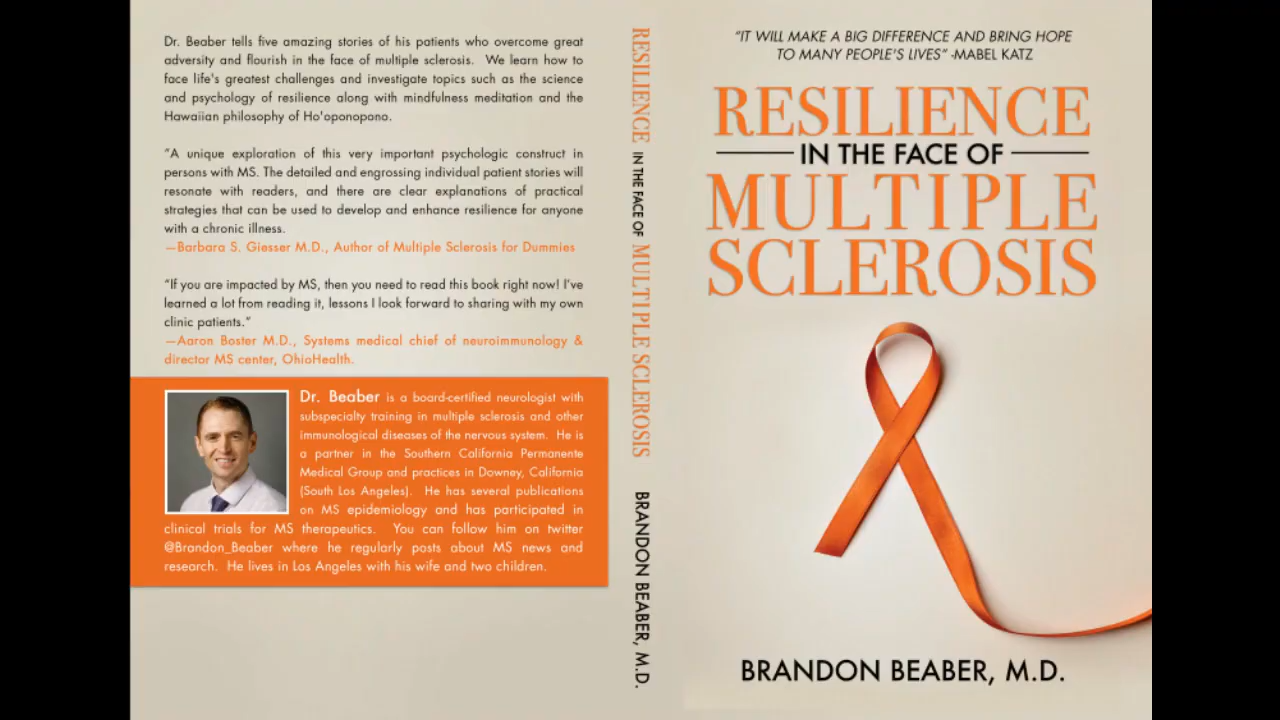 Dr. Beaber tells five amazing stories of his patients who overcome great
adversity and flourish in the face of multiple sclerosis. We learn how to
face life's greatest challenges and investigate topics such as the science
and psychology of resilience along with mindfulness meditation and the
Hawaiian philosophy of Ho'oponopono.
“A unique exploration of this very important psychologic construct in
persons with MS. The detailed and engrossing individual patient stories will
resonate with readers, and there are clear explanations of practical
strategies that can be used to develop and enhance resilience for anyone
with a chronic illness.
—Barbara S. Giesser M.D., Author of Multiple Sclerosis for Dummies
“If you are impacted by MS, then you need to read this book right now! I’ve
learned a lot from reading it, lessons I look forward to sharing with my own
clinic patients.”
—Aaron Boster M.D., Systems medical chief of neuroimmunology &
director MS center, OhioHealth.
Dr. Beaber is a board-certified neurologist with
subspecialty training in multiple sclerosis and other
immunological diseases of the nervous system. He is
a partner in the Southern California Permanente
Medical Group and practices in Downey, California
(South Los Angeles). He has several publications
on MS epidemiology and has participated in
clinical trials for MS therapeutics. You can follow him on twitter
@Brandon_Beaber where he regularly posts about MS news and
research. He lives in Los Angeles with his wife and two children.
RESILIENCE IN THE FACE OF MULTIPLE SCLEROSIS BRANDON BEABER, M.D.
“IT WILL MAKE A BIG DIFFERENCE AND BRING HOPE
TO MANY PEOPLE'S LIVES” -MABEL KATZ
RESILIENCE
IN THE FACE OF
MULTIPLE
SCLEROSIS
BRANDON BEABER, M.D.